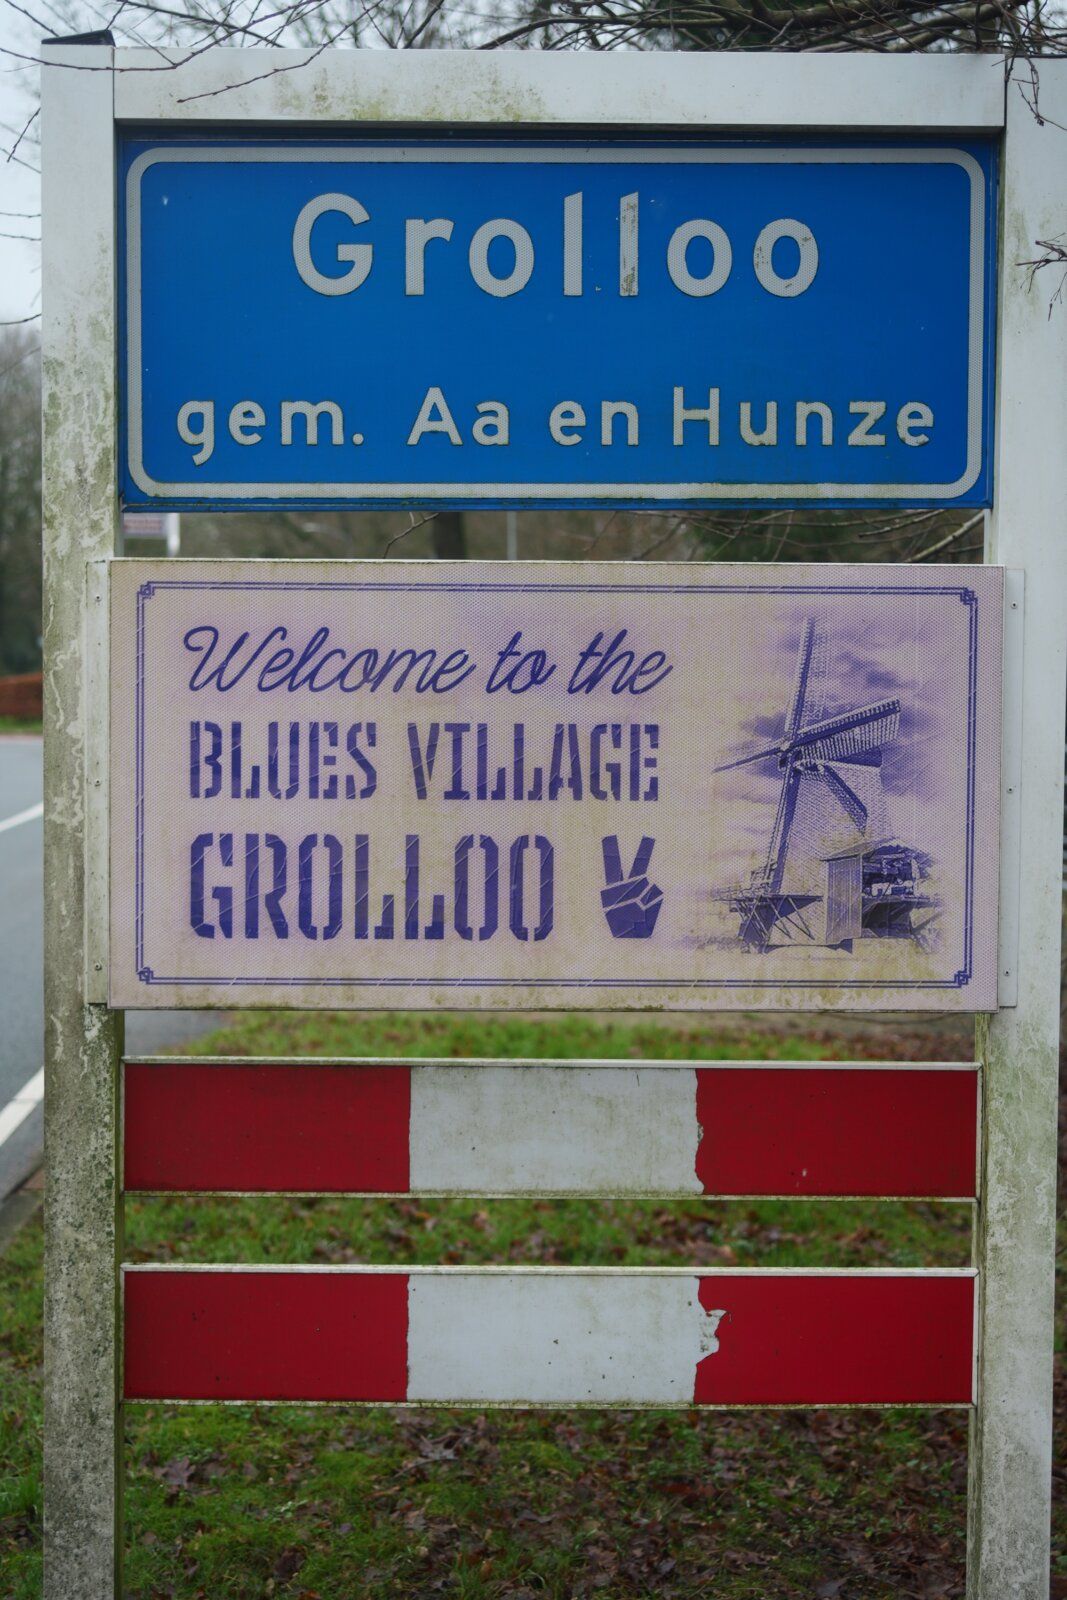 Grolloo
gem. Aa en Hunze
Welcome to the
BLUES VILLAGE
GROLLOO